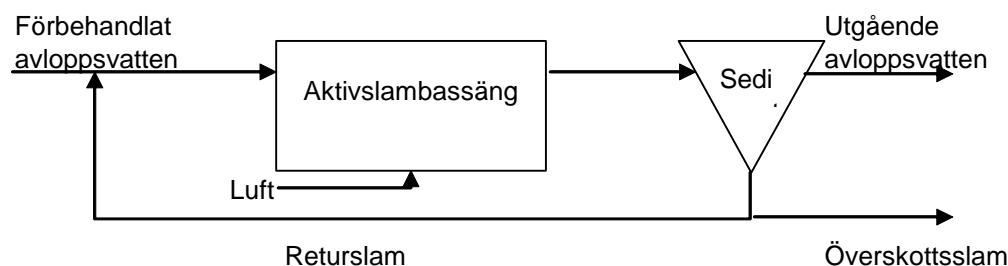 Förbehandlat
avloppsvatten
Utgående
avloppsvatten
Aktivslambassäng
Sedi
.
Luft
Returslam
Överskottsslam